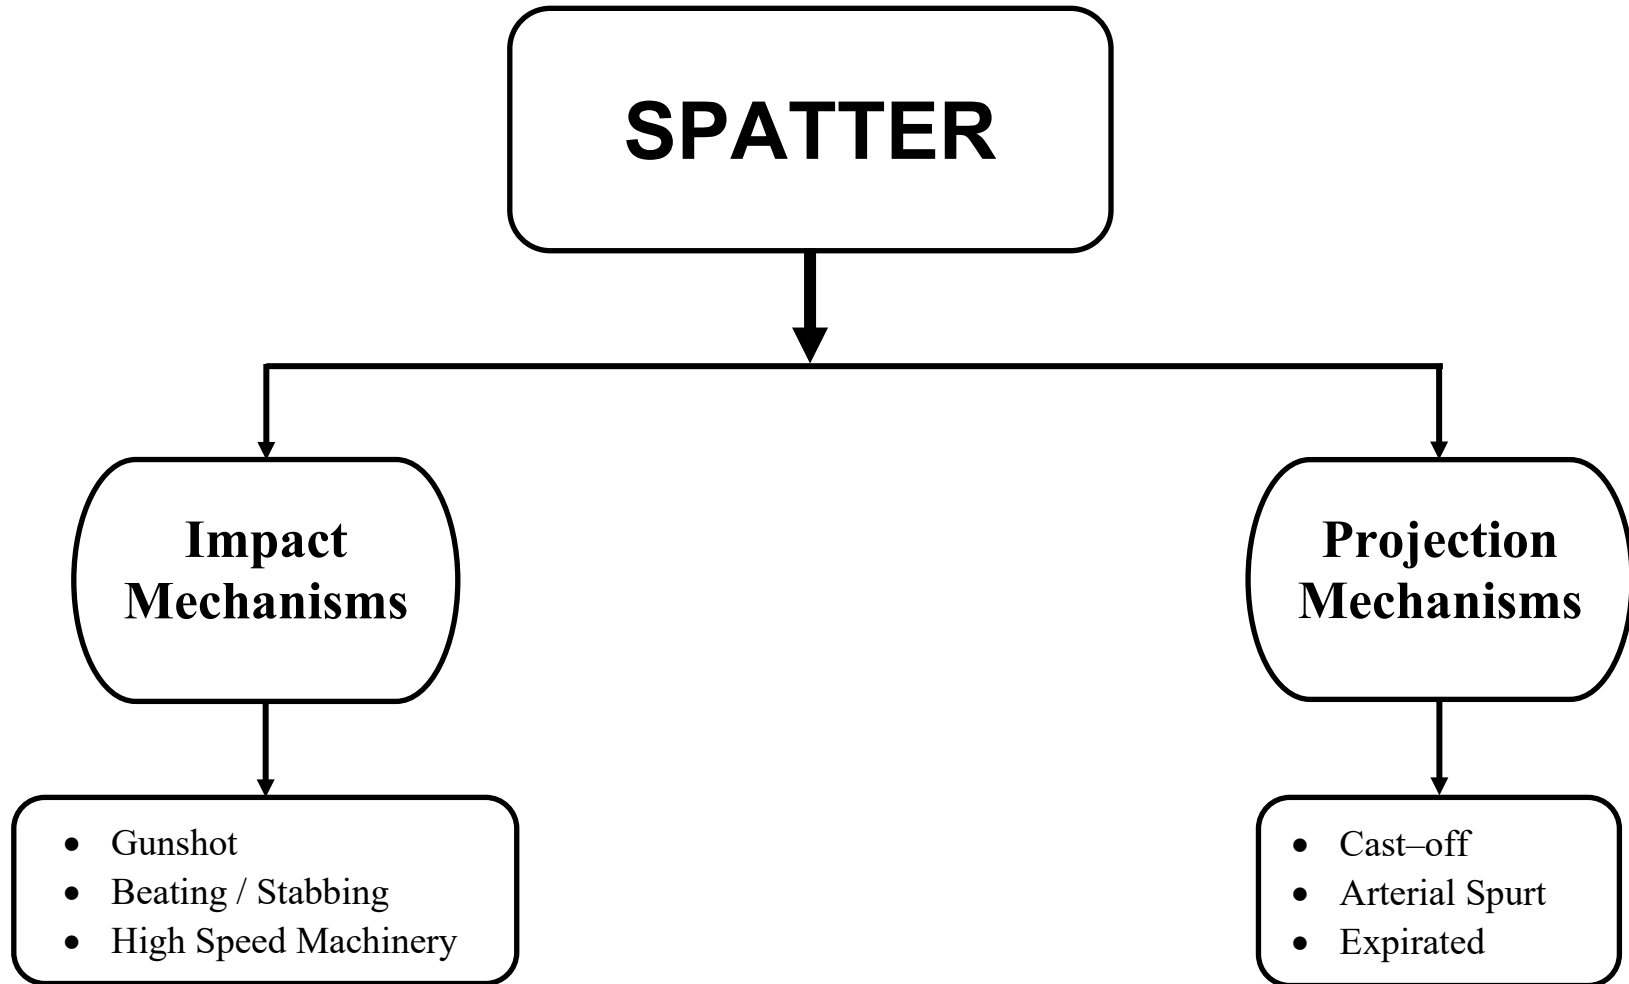 SPATTER
Impact
Mechanisms
Projection
Mechanisms
• Gunshot
• Beating / Stabbing
• High Speed Machinery
• Cast–off
• Arterial Spurt
• Expirated